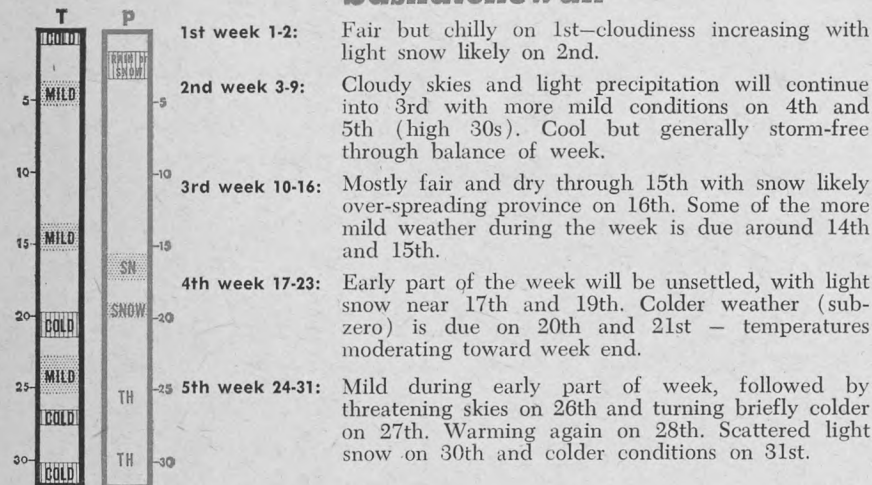 Saskatchewan
T P
COLD
RAIN or SNOW
MILD
MILD
SN
COLD
SNOW
MILD
TH
COLD
TH
COLD
5
10
15
20
25
30
5
10
15
20
25
30
1st week 1-2: Fair but chilly on 1st—cloudiness increasing with
light snow likely on 2nd.
2nd week 3-9: Cloudy skies and light precipitation will continue
into 3rd with more mild conditions on 4th and
5th (high 30s). Cool but generally storm-free
through balance of week.
3rd week 10-16: Mostly fair and dry through 15th with snow likely
over-spreading province on 16th. Some of the more
mild weather during the week is due around 14th
and 15th.
4th week 17-23: Early part of the week will be unsettled, with light
snow near 17th and 19th. Colder weather (sub-
zero) is due on 20th and 21st — temperatures
moderating toward week end.
5th week 24-31: Mild during early part of week, followed by
threatening skies on 26th and turning briefly colder
on 27th. Warming again on 28th. Scattered light
snow on 30th and colder conditions on 31st.